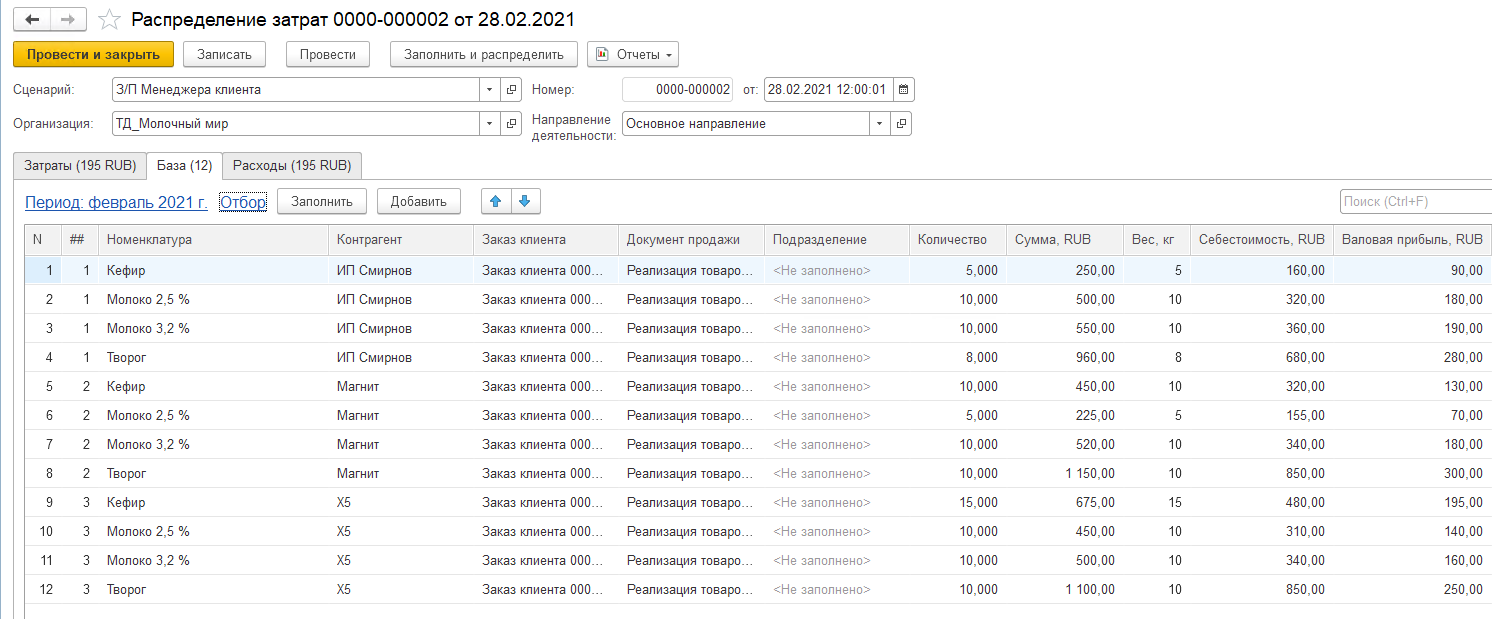 Распределение затрат 0000-000002 от 28.02.2021
Провести и закрыть Записать Провести Заполнить и распределить Отчеты
Сценарий: З/П Менеджера клиента Номер: 0000-000002 от: 28.02.2021 12:00:01
Организация: ТД_Молочный мир Направление деятельности: Основное направление
Затраты (195 RUB) База (12) Расходы (195 RUB)
Период: февраль 2021 г. Отбор Заполнить Добавить Поиск (Ctrl+F)
N ## Номенклатура Контрагент Заказ клиента Документ продажи Подразделение Количество Сумма, RUB Вес, кг Себестоимость, RUB Валовая прибыль, RUB
1 1 Кефир ИП Смирнов Заказ клиента 000... Реализация товаро... <Не заполнено> 5,000 250,00 5 160,00 90,00
2 1 Молоко 2,5 % ИП Смирнов Заказ клиента 000... Реализация товаро... <Не заполнено> 10,000 500,00 10 320,00 180,00
3 1 Молоко 3,2 % ИП Смирнов Заказ клиента 000... Реализация товаро... <Не заполнено> 10,000 550,00 10 360,00 190,00
4 1 Творог ИП Смирнов Заказ клиента 000... Реализация товаро... <Не заполнено> 8,000 960,00 8 680,00 280,00
5 2 Кефир Магнит Заказ клиента 000... Реализация товаро... <Не заполнено> 10,000 450,00 10 320,00 130,00
6 2 Молоко 2,5 % Магнит Заказ клиента 000... Реализация товаро... <Не заполнено> 5,000 225,00 5 155,00 70,00
7 2 Молоко 3,2 % Магнит Заказ клиента 000... Реализация товаро... <Не заполнено> 10,000 520,00 10 340,00 180,00
8 2 Творог Магнит Заказ клиента 000... Реализация товаро... <Не заполнено> 10,000 1 150,00 10 850,00 300,00
9 3 Кефир X5 Заказ клиента 000... Реализация товаро... <Не заполнено> 15,000 675,00 15 480,00 195,00
10 3 Молоко 2,5 % X5 Заказ клиента 000... Реализация товаро... <Не заполнено> 10,000 450,00 10 310,00 140,00
11 3 Молоко 3,2 % X5 Заказ клиента 000... Реализация товаро... <Не заполнено> 10,000 500,00 10 340,00 160,00
12 3 Творог X5 Заказ клиента 000... Реализация товаро... <Не заполнено> 10,000 1 100,00 10 850,00 250,00